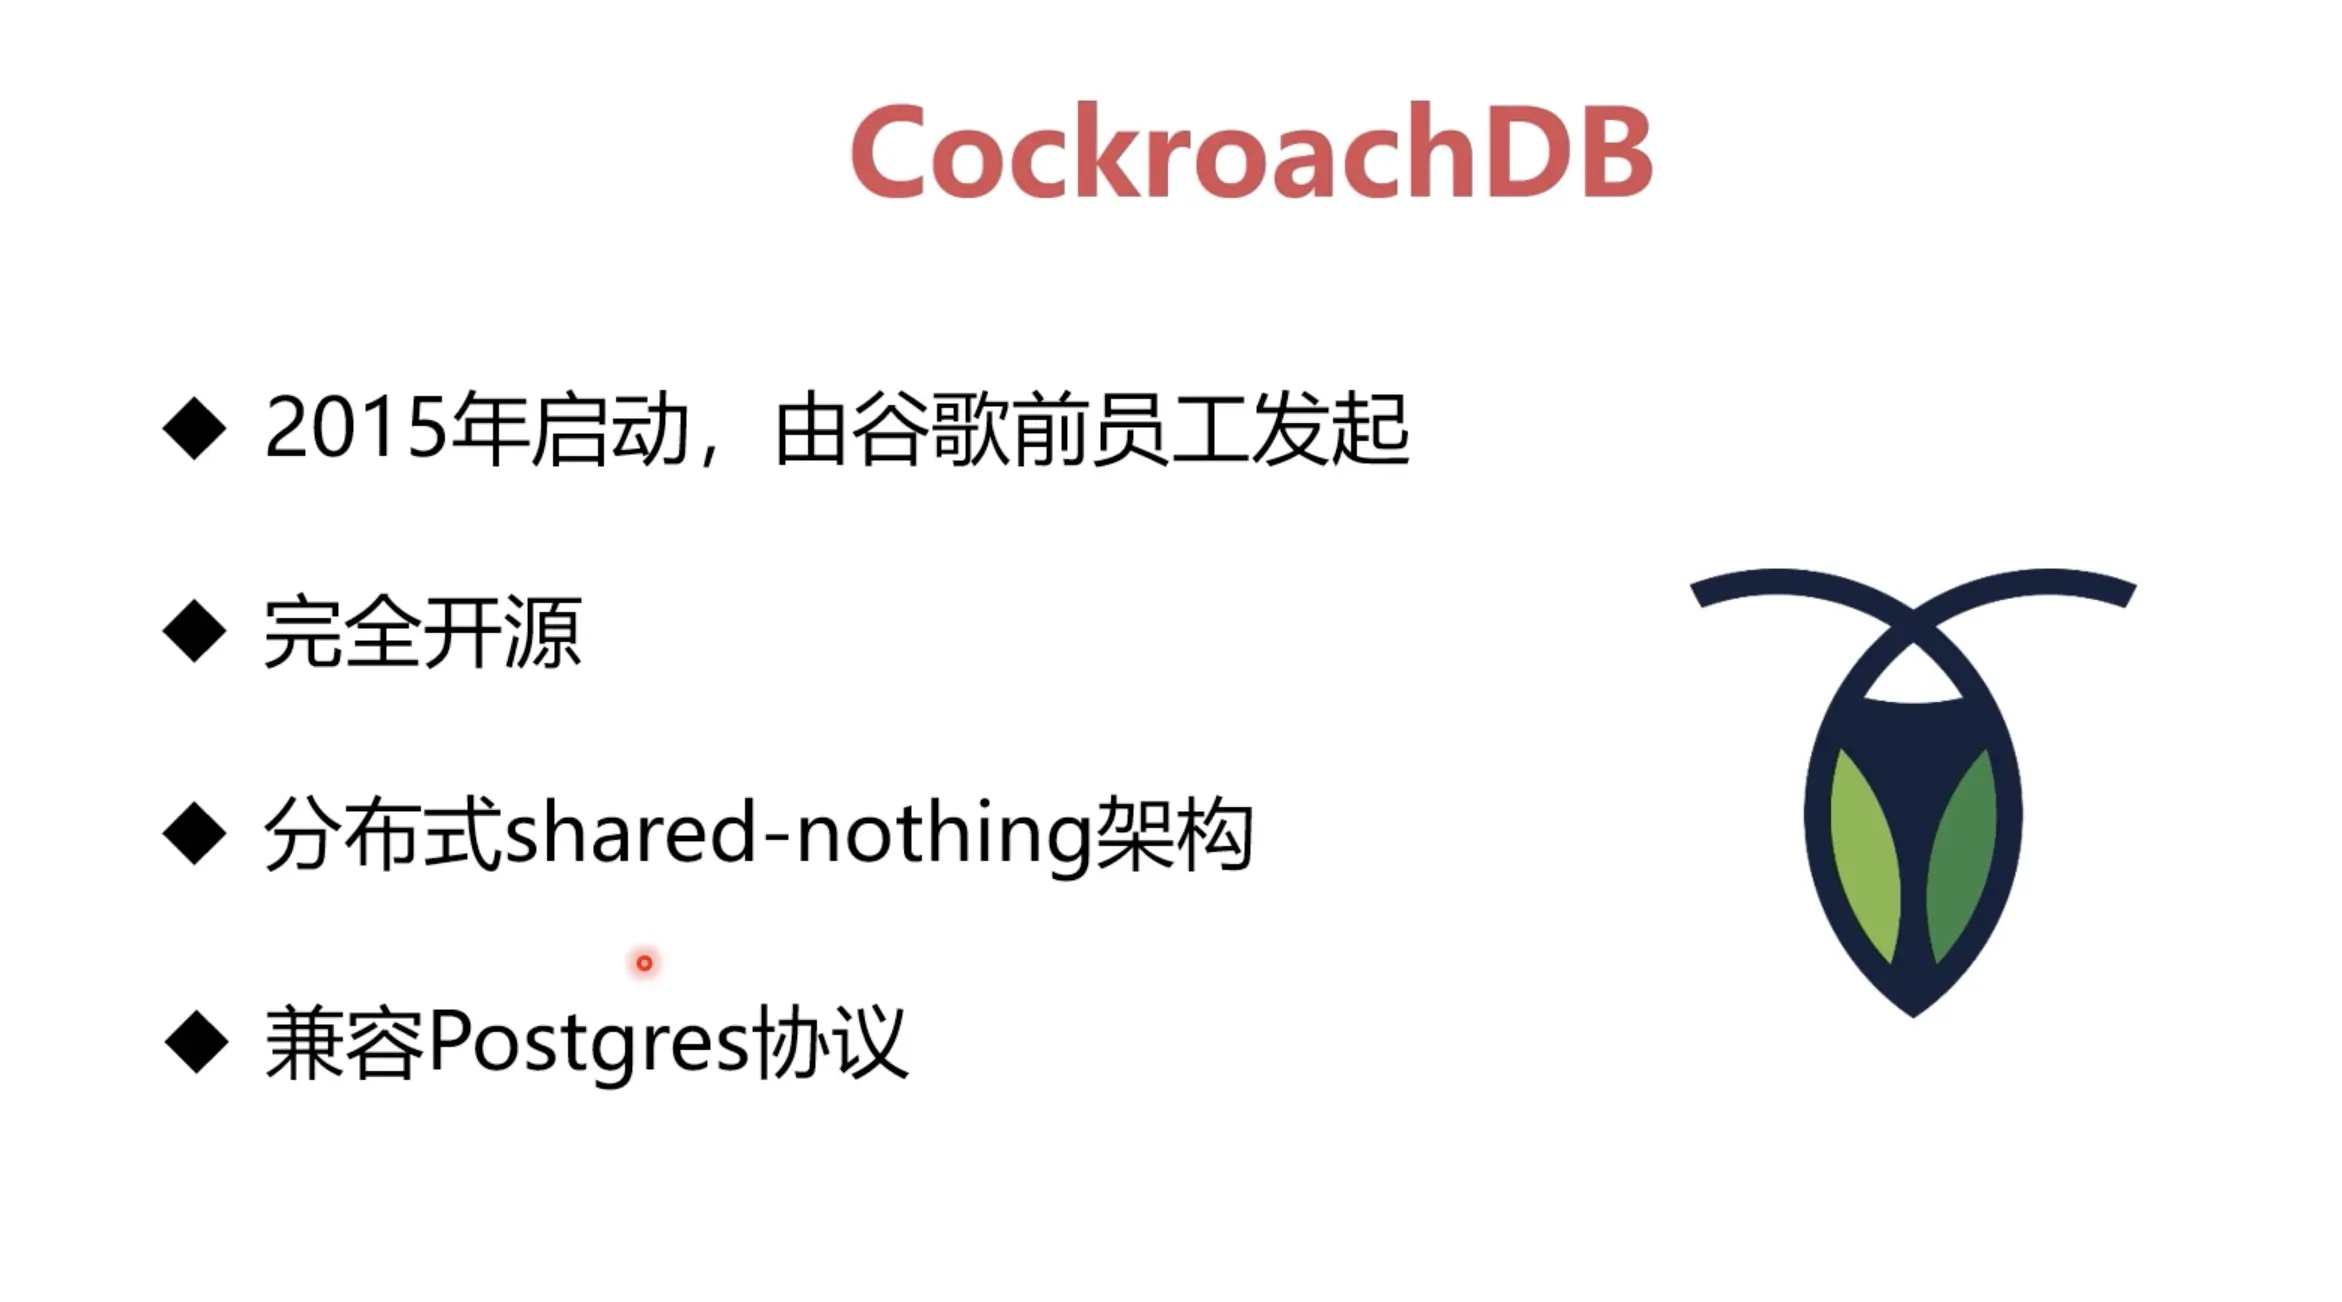 CockroachDB
◆ 2015年启动，由谷歌前员工发起
◆ 完全开源
◆ 分布式shared-nothing架构
◆ 兼容Postgres协议